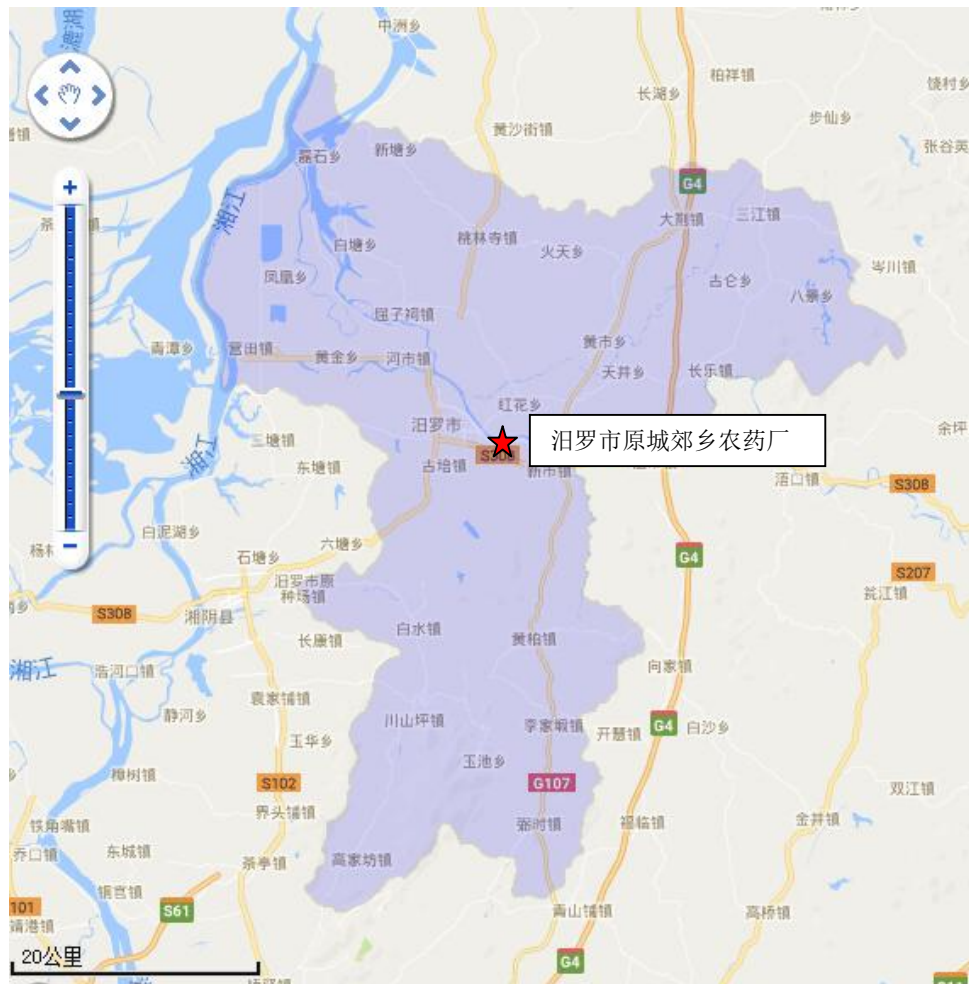 中洲乡
柏祥镇
长湖乡
饶村乡
步仙乡
黄沙街镇
张谷英
新塘乡
磊石乡
G4
湘江
大荆镇
三江镇
白塘乡
桃林寺镇
火天乡
岑川镇
凤凰乡
古仑乡
八景乡
屈子祠镇
黄市乡
青潭乡
营田镇
黄金乡
河市镇
天井乡
长乐镇
红花乡
汨罗市
余坪
三塘镇
汨罗市原城郊乡农药厂
湘江
古培镇
S308
新市镇
东塘镇
浯口镇
S308
白泥湖乡
六塘乡
石塘乡
G4
汨罗市原
种场镇
S207
瓮江镇
S308
湘阴县
白水镇
长康镇
黄柏镇
湘江
浩河口镇
向家镇
袁家铺镇
静河乡
川山坪镇
李家塅镇
G4
白沙乡
开慧镇
玉华乡
玉池乡
樟树镇
S102
G107
双江镇
界头铺镇
铁角嘴镇
弼时镇
福临镇
金井镇
乔口镇
东城镇
茶亭镇
高家坊镇
铜官镇
101
S61
青山铺镇
高桥镇
靖港镇
20公里
G4